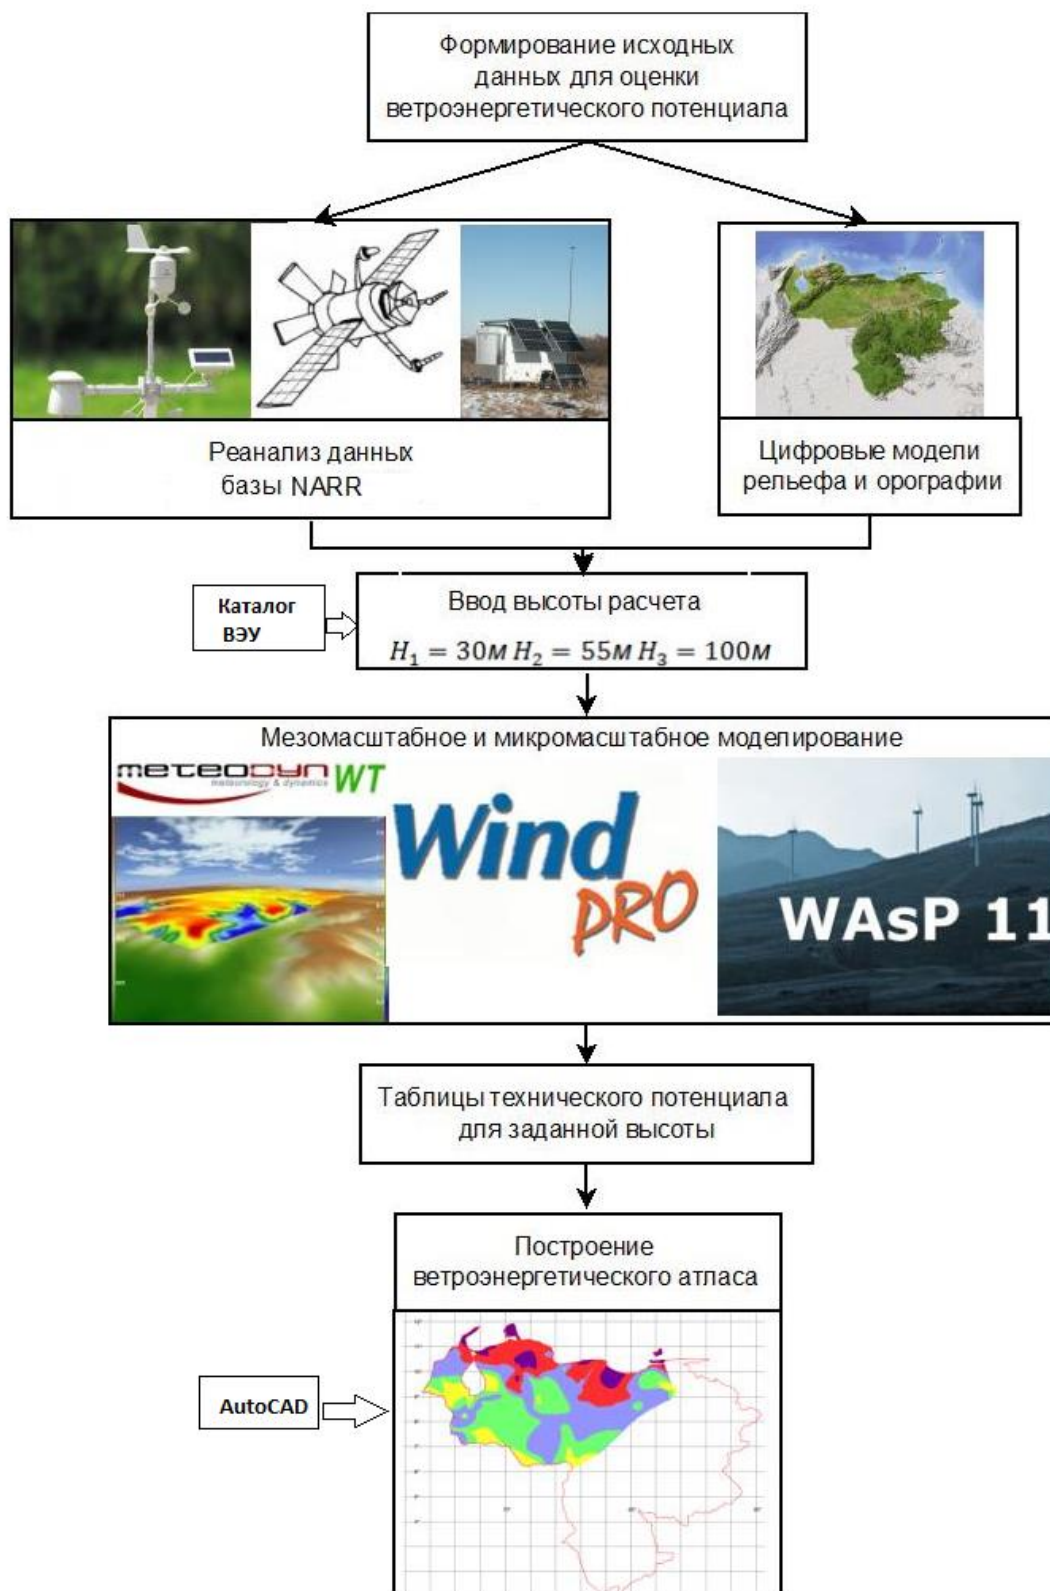 Формирование исходных
данных для оценки
ветроэнергетического потенциала
Реанализ данных
базы NARR
Цифровые модели
рельефа и орографии
Каталог
ВЭУ
Ввод высоты расчета
H₁ = 30м H₂ = 55м H₃ = 100м
Мезомасштабное и микромасштабное моделирование
meteodyn WT
meteorology & dynamics
Wind
PRO
WAsP 11
Таблицы технического потенциала
для заданной высоты
Построение
ветроэнергетического атласа
AutoCAD